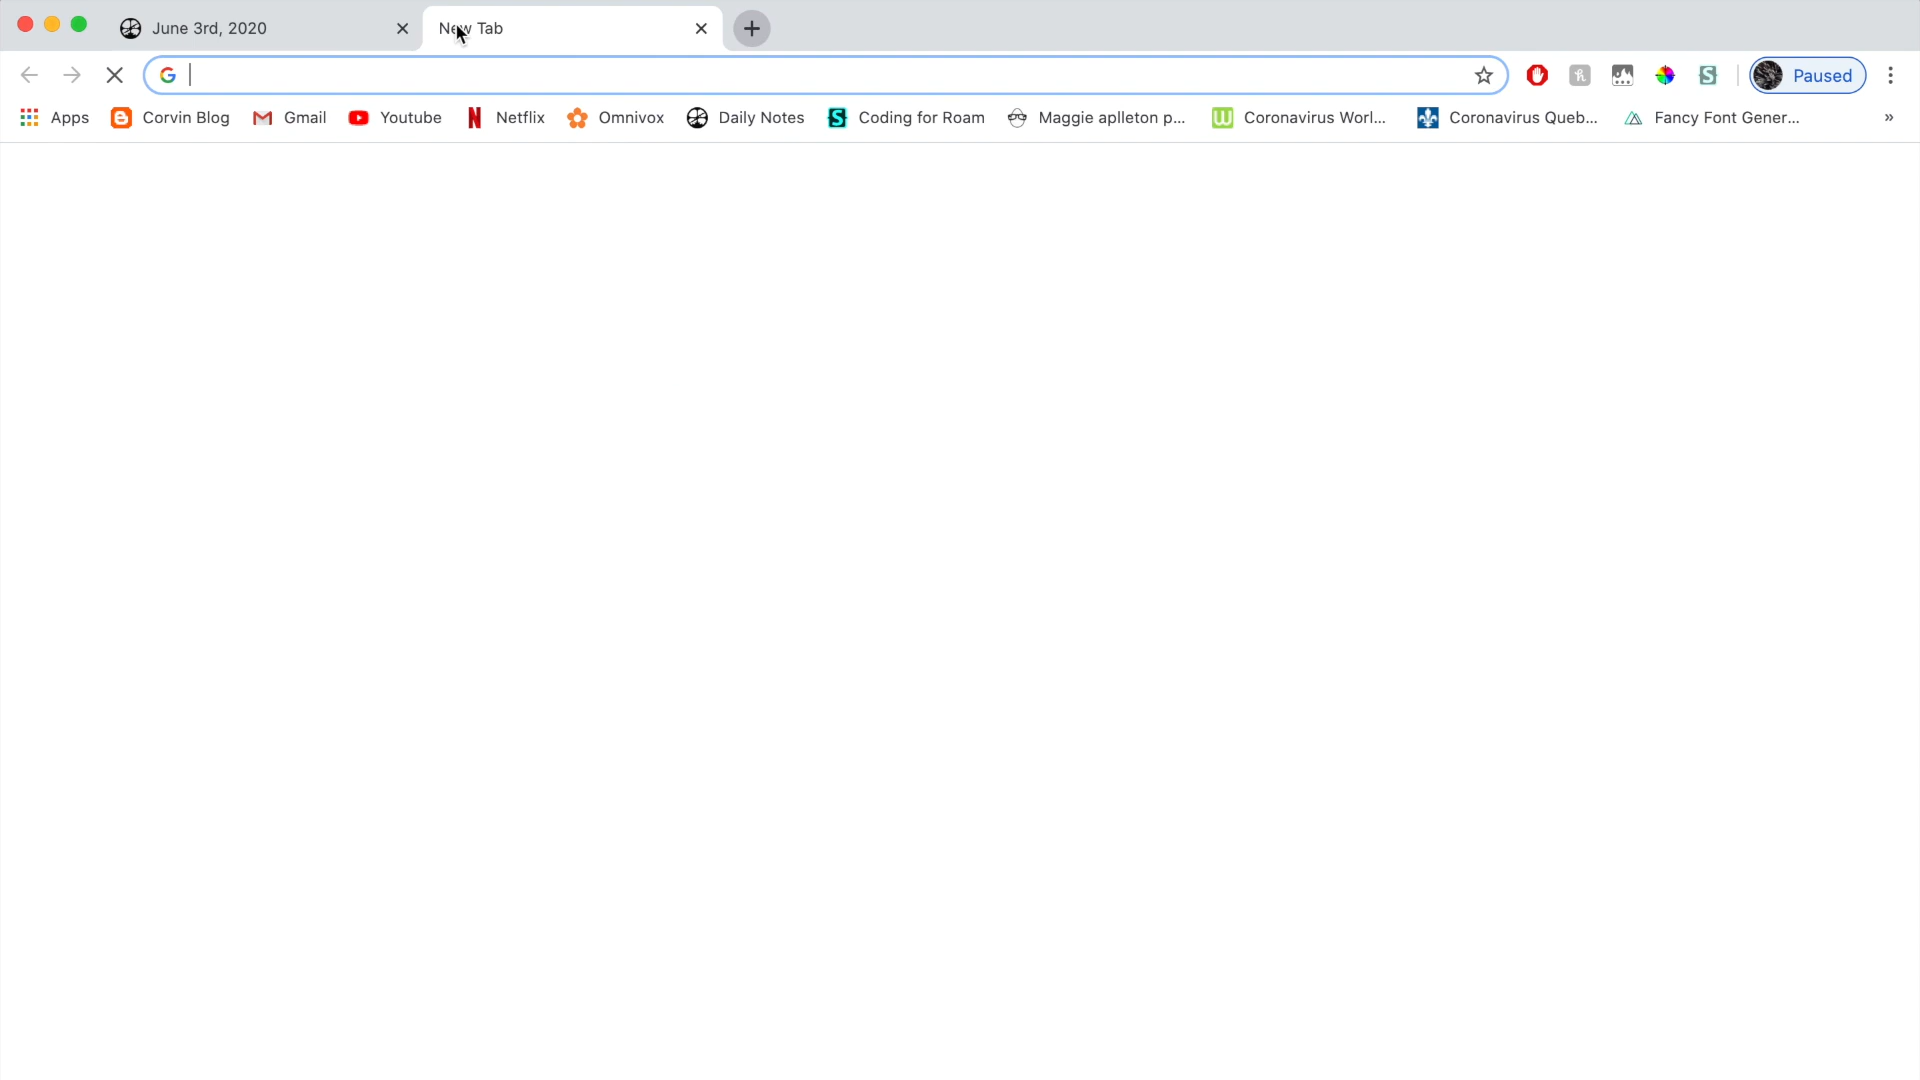 June 3rd, 2020 New Tab
Paused
Apps Corvin Blog Gmail Youtube Netflix Omnivox Daily Notes Coding for Roam Maggie aplleton p... Coronavirus Worl... Coronavirus Queb... Fancy Font Gener... »